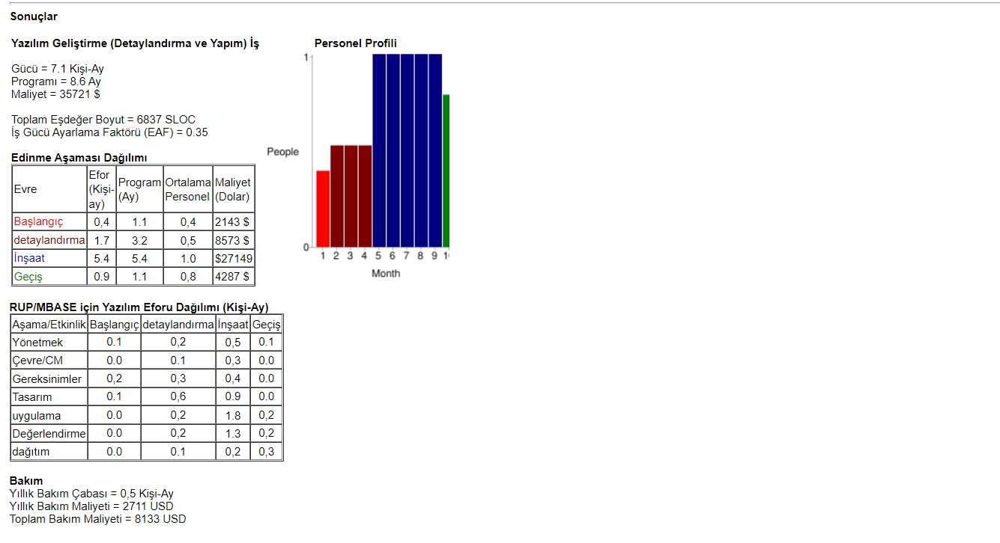 Sonuçlar
Yazılım Geliştirme (Detaylandırma ve Yapım) İş
Gücü = 7.1 Kişi-Ay
Programı = 8.6 Ay
Maliyet = 35721 $
Toplam Eşdeğer Boyut = 6837 SLOC
İş Gücü Ayarlama Faktörü (EAF) = 0.35
Edinme Aşaması Dağılımı
Evre Efor (Kişi-ay) Program (Ay) Ortalama Personel Maliyet (Dolar)
Başlangıç 0,4 1.1 0,4 2143 $
detaylandırma 1.7 3.2 0,5 8573 $
İnşaat 5.4 5.4 1.0 $27149
Geçiş 0.9 1.1 0,8 4287 $
Personel Profili
1
People
0
1 2 3 4 5 6 7 8 9
Month
RUP/MBASE için Yazılım Eforu Dağılımı (Kişi-Ay)
Aşama/Etkinlik Başlangıç detaylandırma İnşaat Geçiş
Yönetmek 0.1 0,2 0,5 0.1
Çevre/CM 0.0 0.1 0,3 0.0
Gereksinimler 0,2 0,3 0,4 0.0
Tasarım 0.1 0,6 0.9 0.0
uygulama 0.0 0,2 1.8 0,2
Değerlendirme 0.0 0,2 1.3 0,2
dağıtım 0.0 0.1 0,2 0,3
Bakım
Yıllık Bakım Çabası = 0,5 Kişi-Ay
Yıllık Bakım Maliyeti = 2711 USD
Toplam Bakım Maliyeti = 8133 USD